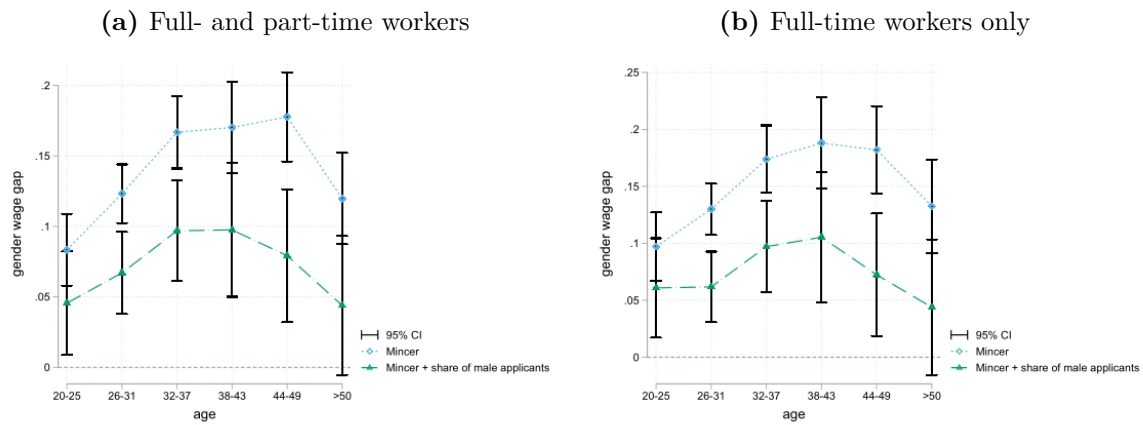 (a) Full- and part-time workers
gender wage gap
.2
.15
.1
.05
0
20-25 26-31 32-37 38-43 44-49 >50
age
95% CI
Mincer
Mincer + share of male applicants
(b) Full-time workers only
gender wage gap
.25
.2
.15
.1
.05
0
20-25 26-31 32-37 38-43 44-49 >50
age
95% CI
Mincer
Mincer + share of male applicants